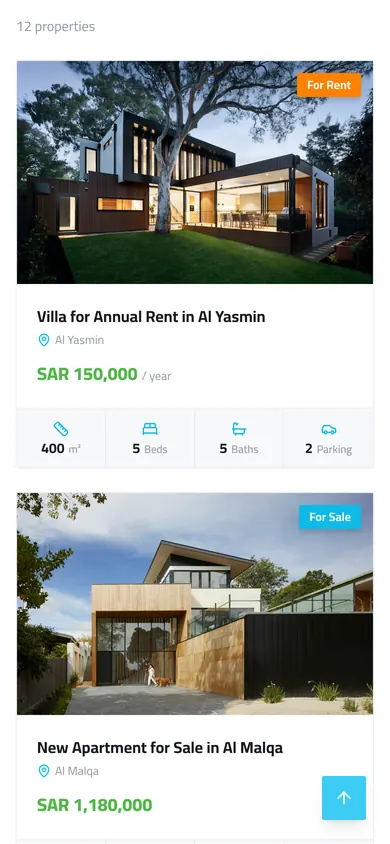 12 properties
For Rent
Villa for Annual Rent in Al Yasmin
Al Yasmin
SAR 150,000 / year
400 m² 5 Beds 5 Baths 2 Parking
For Sale
New Apartment for Sale in Al Malqa
Al Malqa
SAR 1,180,000